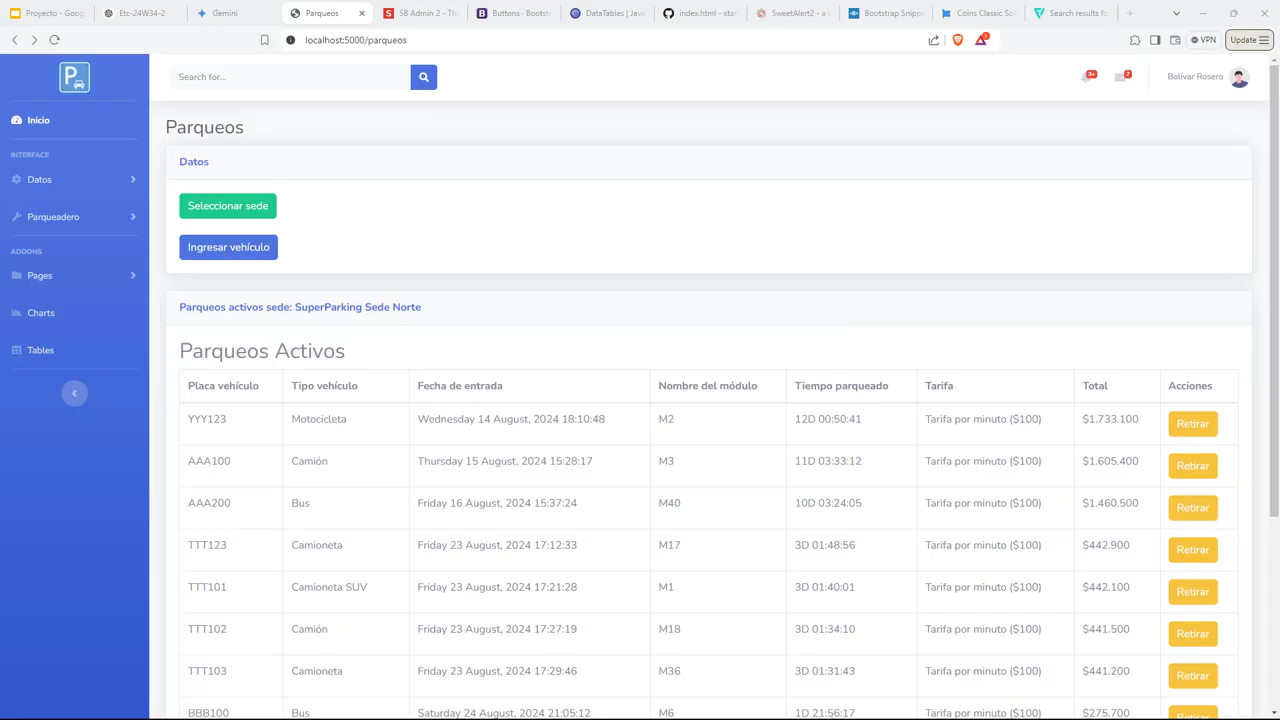 Proyecto - Goog
Etc-24W34-2
Gemini
Parqueos
SB Admin 2 - The
Buttons · Bootstr
DataTables | Java
index.html - star
SweetAlert2 - a
Bootstrap Snippe
Coins Classic Sol
Search results fo
localhost:5000/parqueos
VPN
Update
P
Search for...
3+
7
Bolívar Rosero
Inicio
INTERFACE
Datos
Parqueadero
ADDONS
Pages
Charts
Tables
Parqueos
Datos
Seleccionar sede
Ingresar vehículo
Parqueos activos sede: SuperParking Sede Norte
Parqueos Activos
Placa vehículo Tipo vehículo Fecha de entrada Nombre del módulo Tiempo parqueado Tarifa Total Acciones
YYY123 Motocicleta Wednesday 14 August, 2024 18:10:48 M2 12D 00:50:41 Tarifa por minuto ($100) $1.733.100 Retirar
AAA100 Camión Thursday 15 August, 2024 15:28:17 M3 11D 03:33:12 Tarifa por minuto ($100) $1.605.400 Retirar
AAA200 Bus Friday 16 August, 2024 15:37:24 M40 10D 03:24:05 Tarifa por minuto ($100) $1.460.500 Retirar
TTT123 Camioneta Friday 23 August, 2024 17:12:33 M17 3D 01:48:56 Tarifa por minuto ($100) $442.900 Retirar
TTT101 Camioneta SUV Friday 23 August, 2024 17:21:28 M1 3D 01:40:01 Tarifa por minuto ($100) $442.100 Retirar
TTT102 Camión Friday 23 August, 2024 17:27:19 M18 3D 01:34:10 Tarifa por minuto ($100) $441.500 Retirar
TTT103 Camioneta Friday 23 August, 2024 17:29:46 M36 3D 01:31:43 Tarifa por minuto ($100) $441.200 Retirar
BBB100 Bus Saturday 24 August, 2024 21:05:12 M6 1D 21:56:17 Tarifa por minuto ($100) $275.700 Retirar